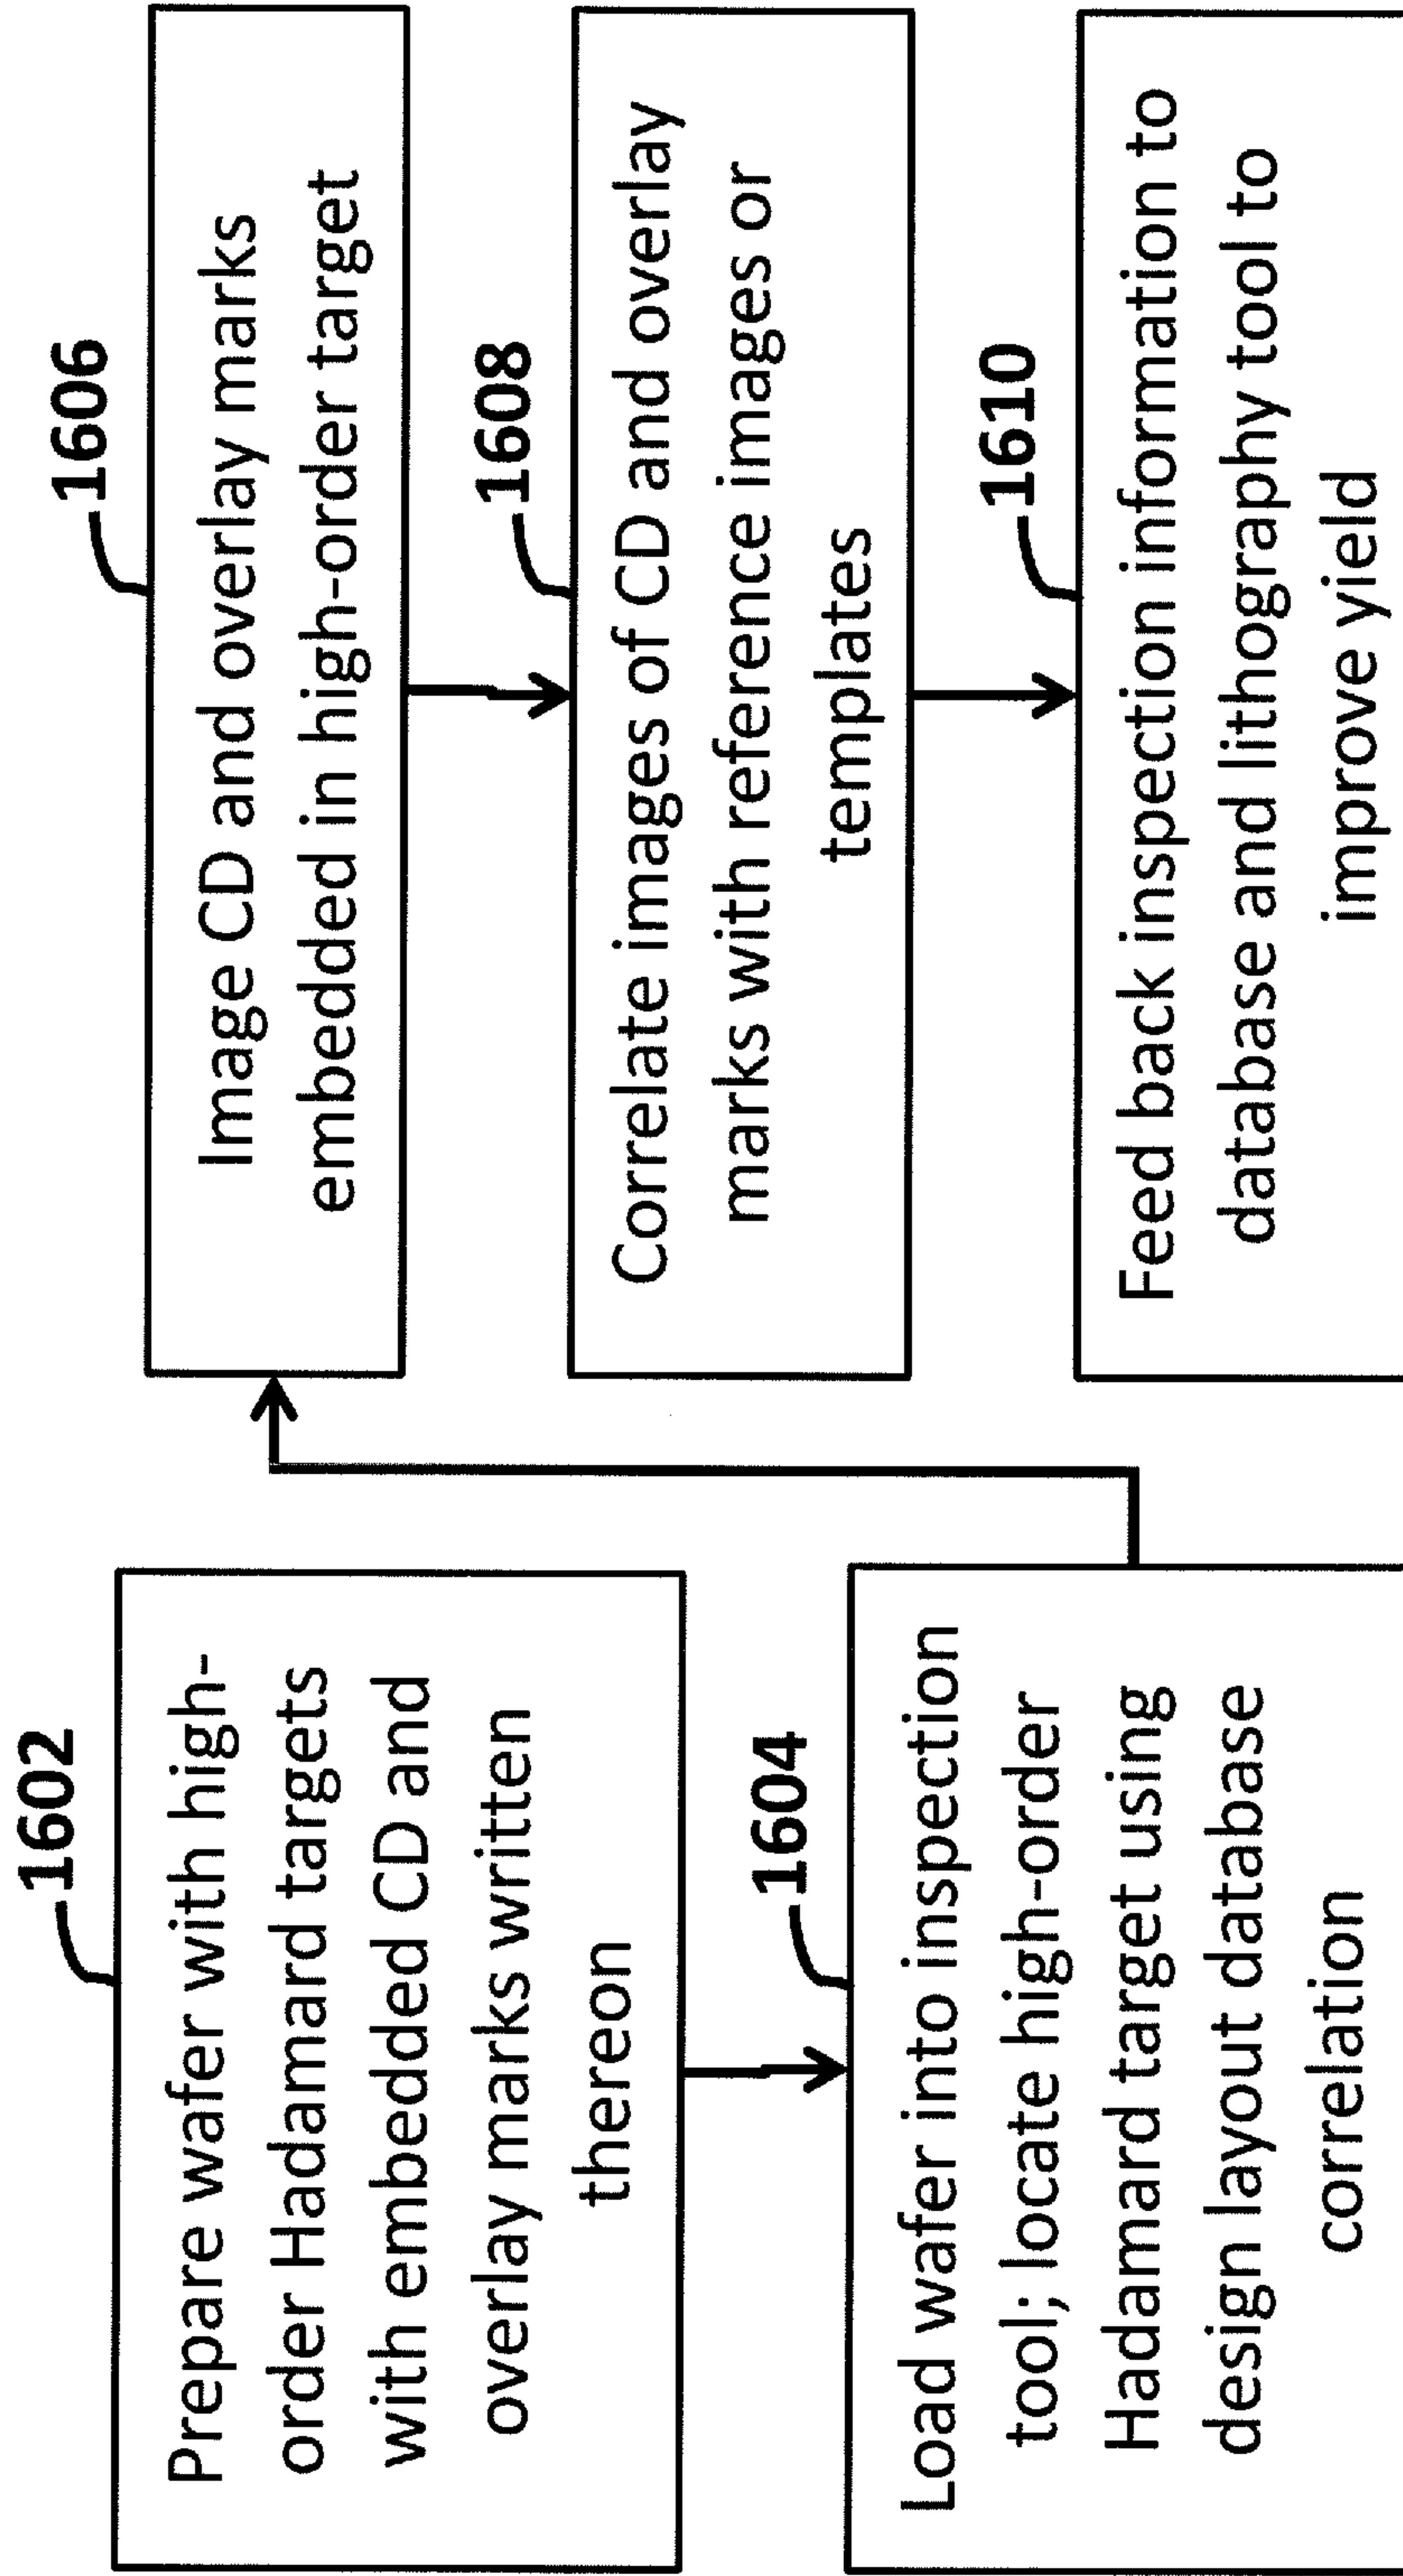 1602
Prepare wafer with high-
order Hadamard targets
with embedded CD and
overlay marks written
thereon
1604
Load wafer into inspection
tool; locate high-order
Hadamard target using
design layout database
correlation
1606
Image CD and overlay marks
embedded in high-order target
1608
Correlate images of CD and overlay
marks with reference images or
templates
1610
Feed back inspection information to
database and lithography tool to
improve yield